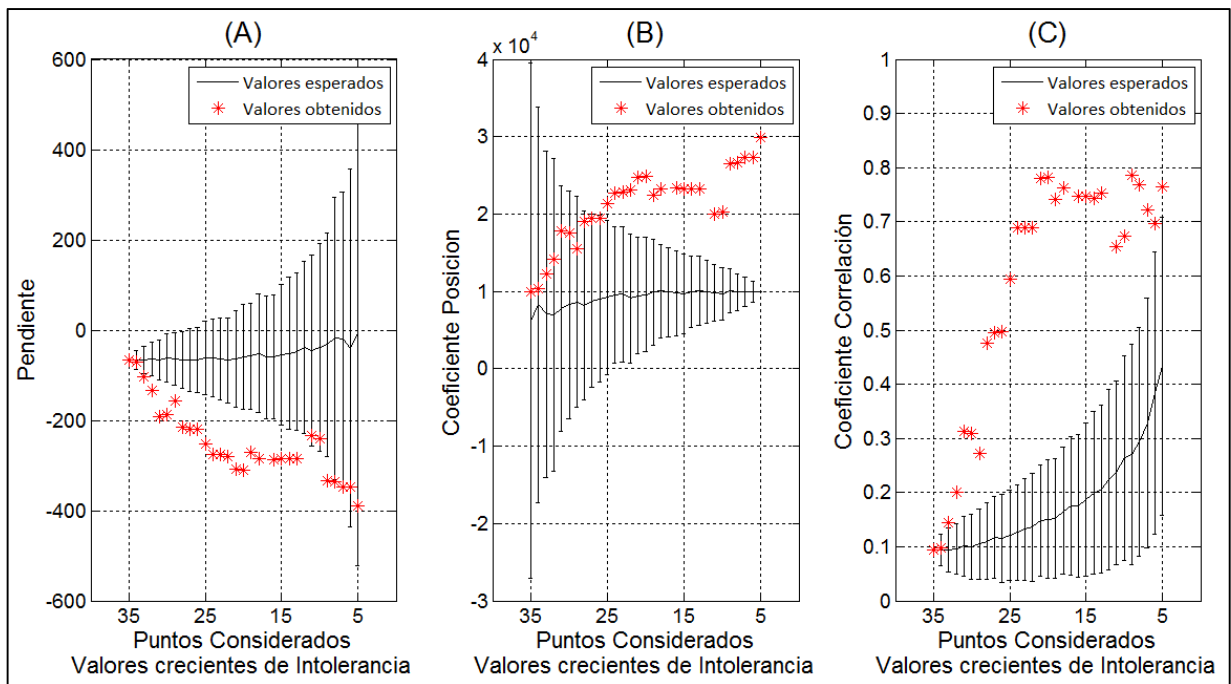 (A)
Valores esperados
Valores obtenidos
600
400
200
0
-200
-400
-600
Pendiente
35
25
15
5
Puntos Considerados
Valores crecientes de Intolerancia
(B)
x 10^4
Valores esperados
Valores obtenidos
4
3
2
1
0
-1
-2
-3
Coeficiente Posicion
35
25
15
5
Puntos Considerados
Valores crecientes de Intolerancia
(C)
Valores esperados
Valores obtenidos
1
0.9
0.8
0.7
0.6
0.5
0.4
0.3
0.2
0.1
0
Coeficiente Correlación
35
25
15
5
Puntos Considerados
Valores crecientes de Intolerancia